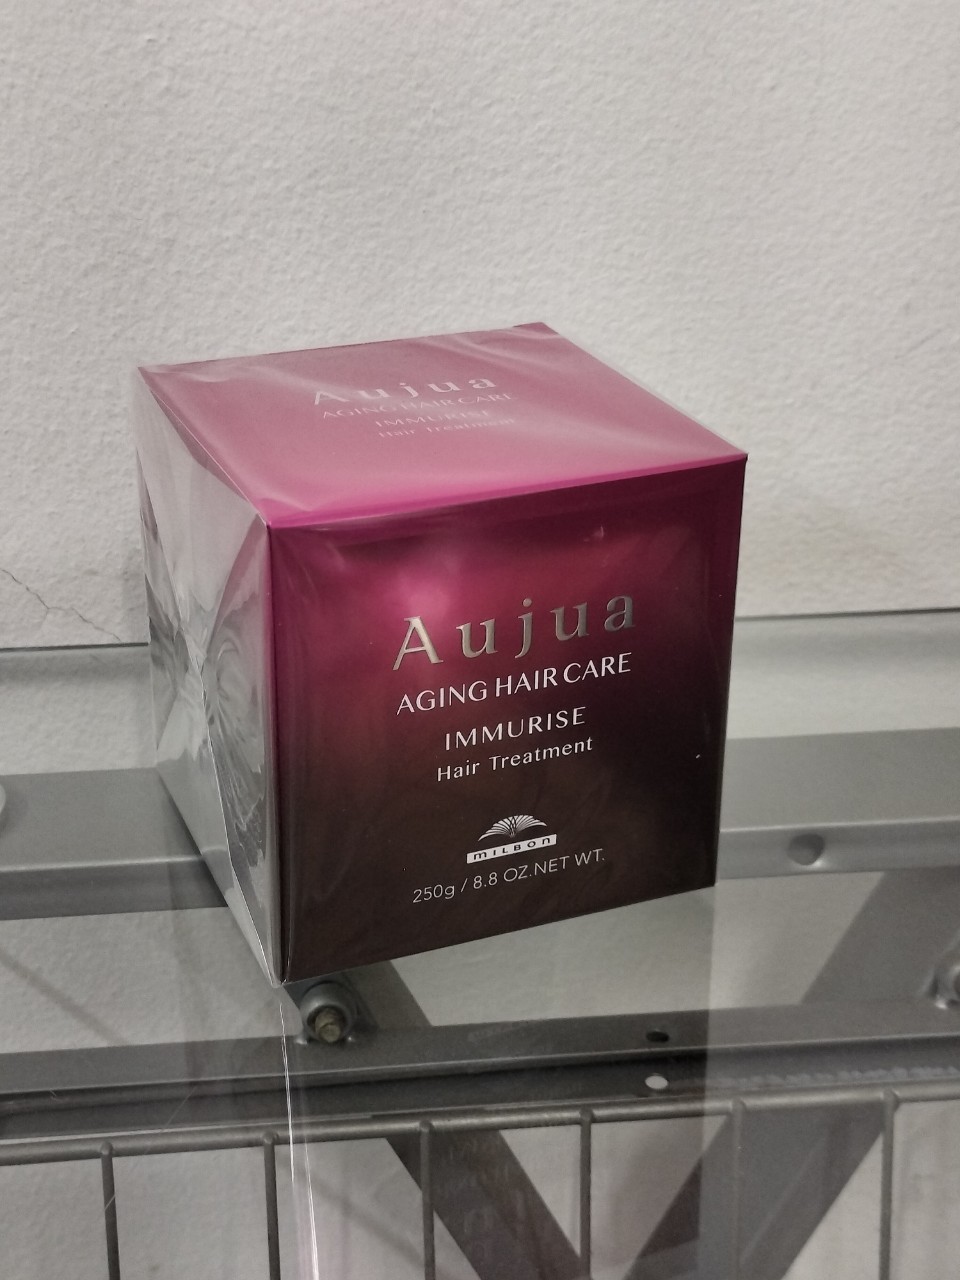 Aujua
AGING HAIR CARE
IMMURISE
Hair Treatment
Aujua
AGING HAIR CARE
IMMURISE
Hair Treatment
MILBON
250g / 8.8 OZ.NET WT.